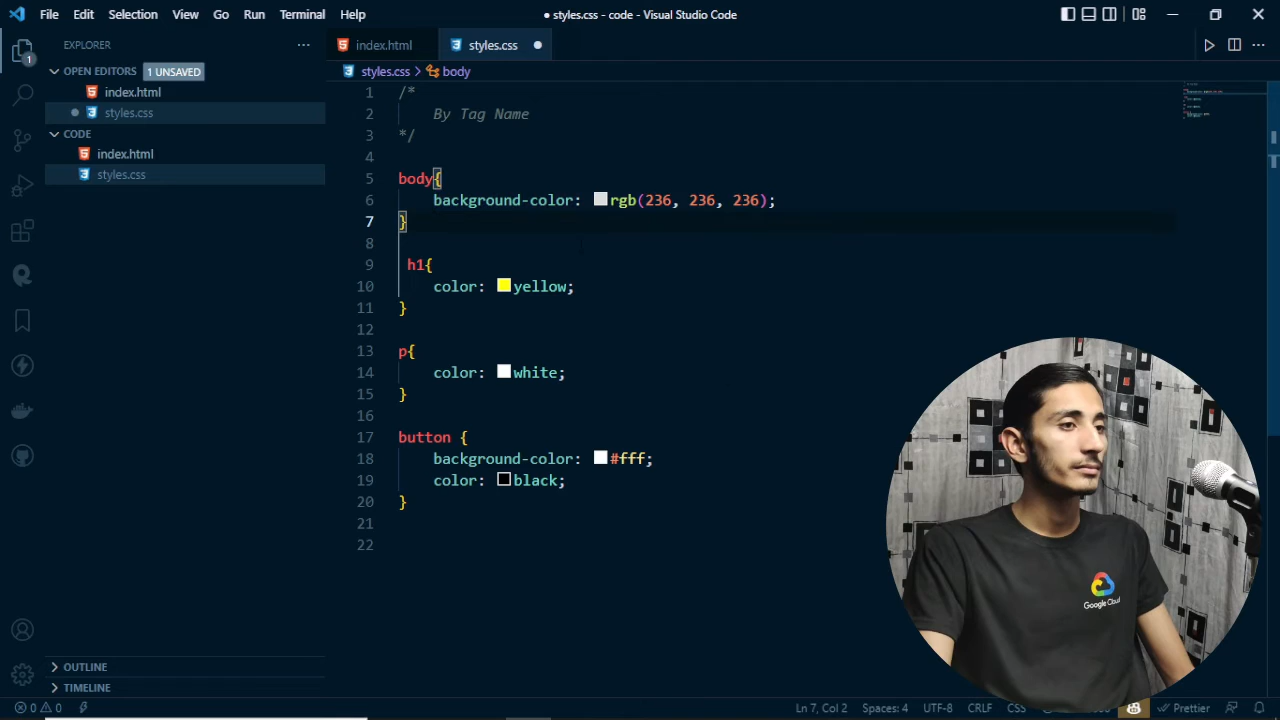 File Edit Selection View Go Run Terminal Help
● styles.css - code - Visual Studio Code
EXPLORER
OPEN EDITORS 1 UNSAVED
index.html
styles.css
CODE
index.html
styles.css
OUTLINE
TIMELINE
index.html styles.css
styles.css > body
1 /*
2 By Tag Name
3 */
4
5 body{
6 background-color: rgb(236, 236, 236);
7 }
8
9 h1{
10 color: yellow;
11 }
12
13 p{
14 color: white;
15 }
16
17 button {
18 background-color: #fff;
19 color: black;
20 }
21
22
Google Cloud
0 0 Ln 7, Col 2 Spaces: 4 UTF-8 CRLF CSS Prettier